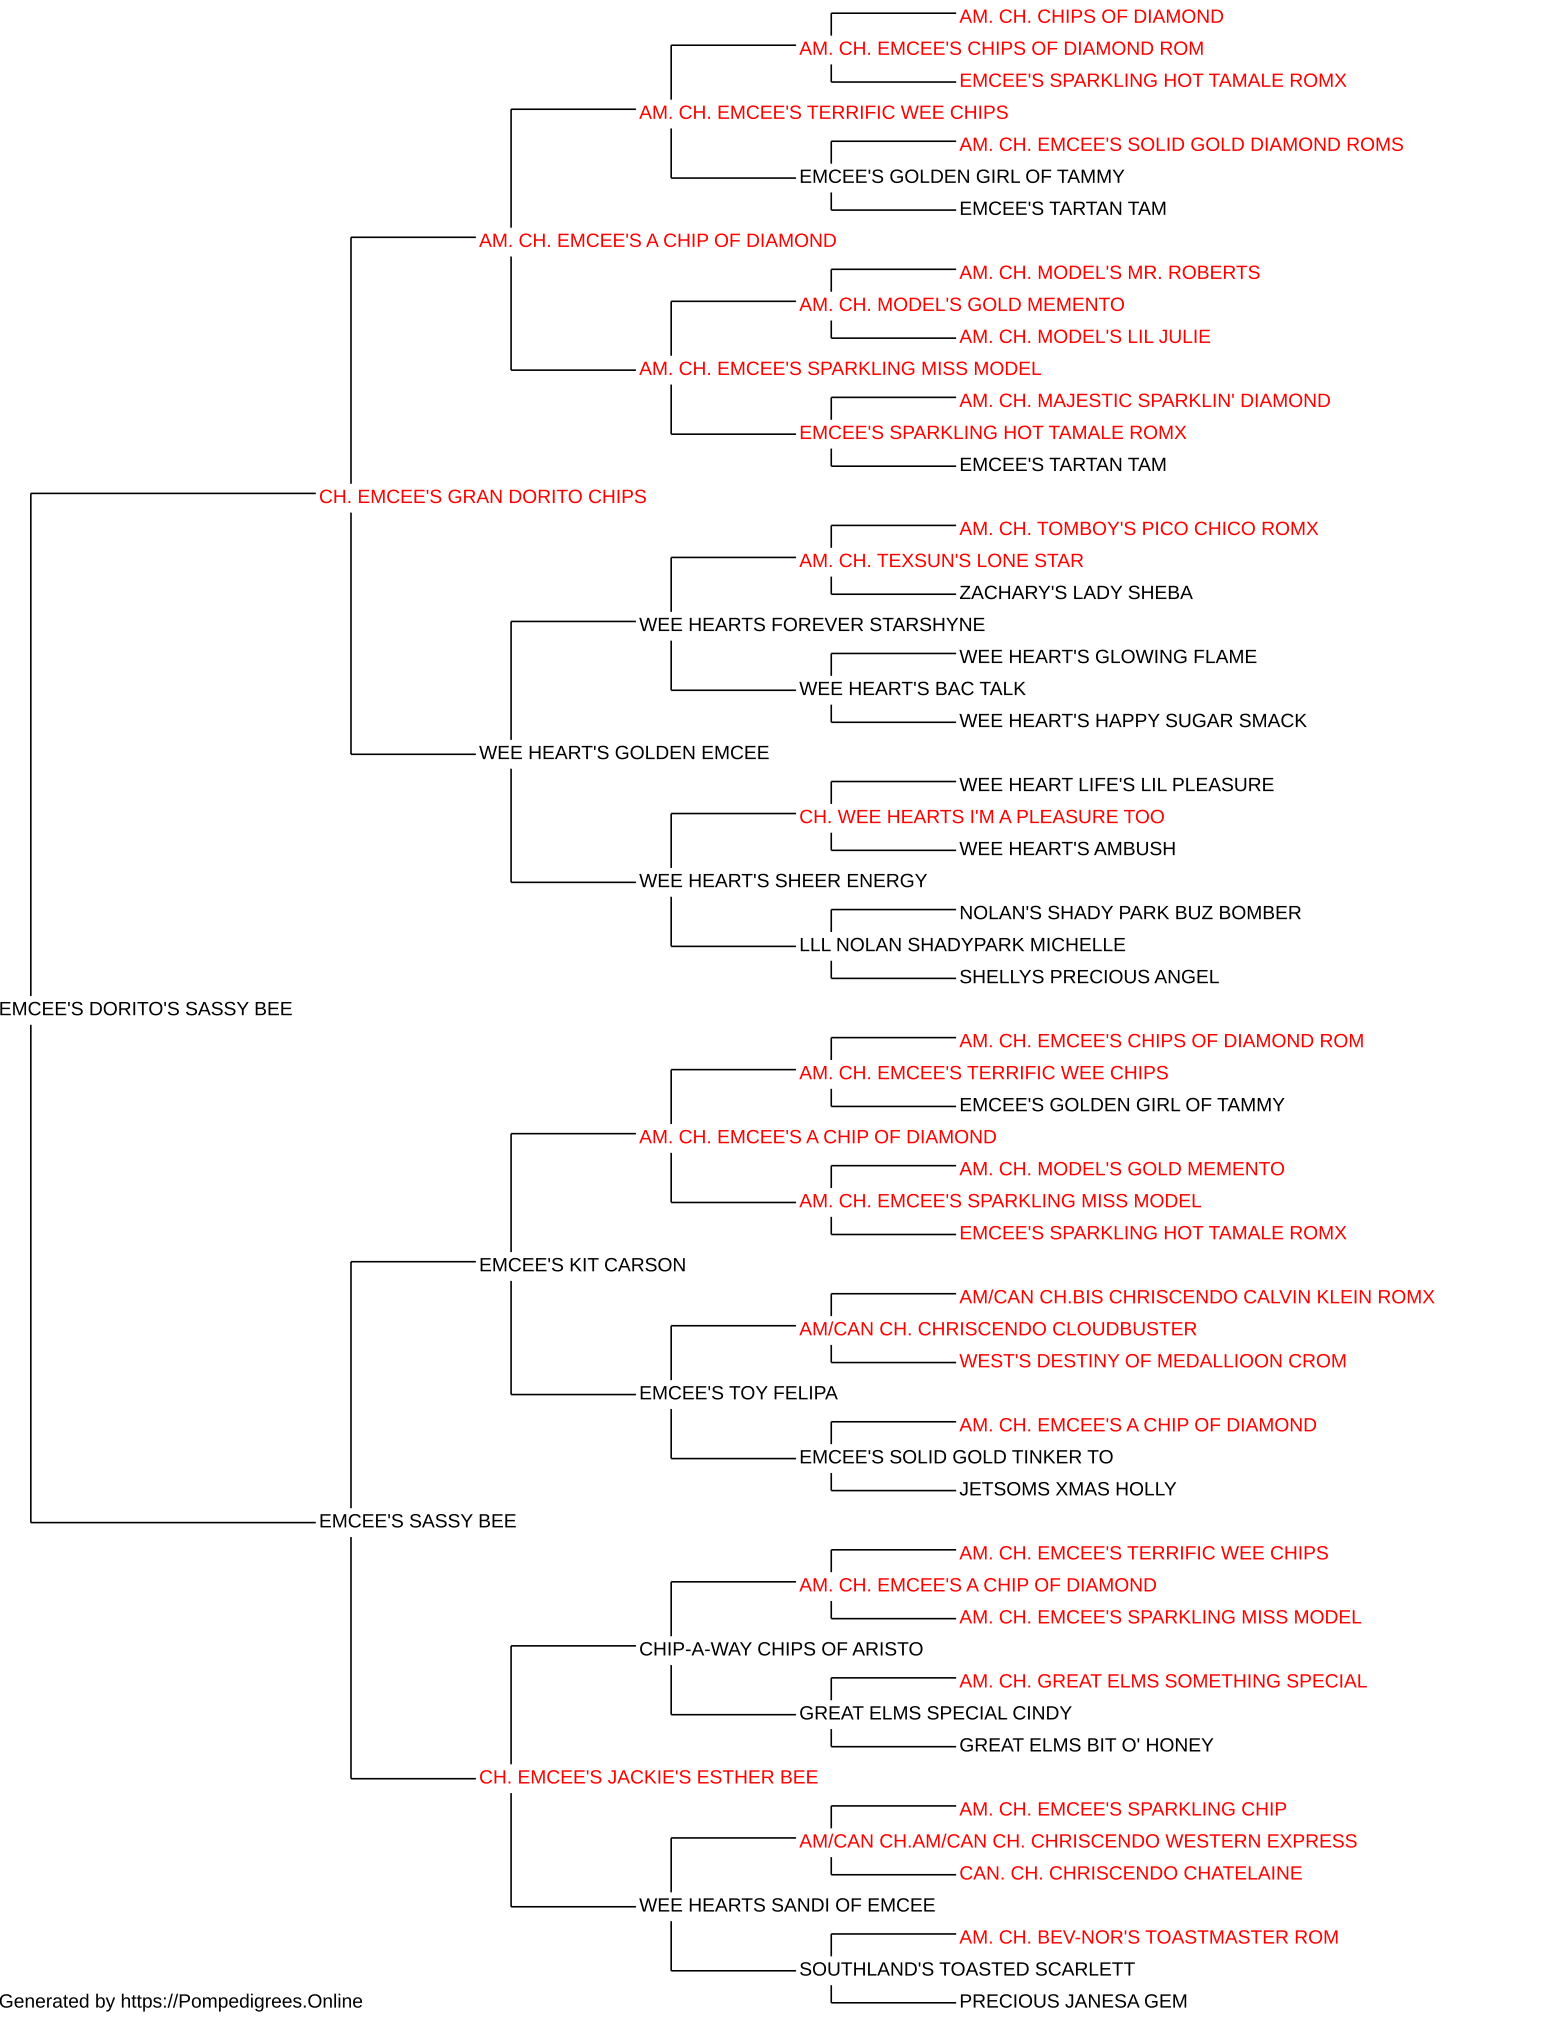 AM. CH. CHIPS OF DIAMOND
AM. CH. EMCEE'S CHIPS OF DIAMOND ROM
EMCEE'S SPARKLING HOT TAMALE ROMX
AM. CH. EMCEE'S TERRIFIC WEE CHIPS
AM. CH. EMCEE'S SOLID GOLD DIAMOND ROMS
EMCEE'S GOLDEN GIRL OF TAMMY
EMCEE'S TARTAN TAM
AM. CH. EMCEE'S A CHIP OF DIAMOND
AM. CH. MODEL'S MR. ROBERTS
AM. CH. MODEL'S GOLD MEMENTO
AM. CH. MODEL'S LIL JULIE
AM. CH. EMCEE'S SPARKLING MISS MODEL
AM. CH. MAJESTIC SPARKLIN' DIAMOND
EMCEE'S SPARKLING HOT TAMALE ROMX
EMCEE'S TARTAN TAM
CH. EMCEE'S GRAN DORITO CHIPS
AM. CH. TOMBOY'S PICO CHICO ROMX
AM. CH. TEXSUN'S LONE STAR
ZACHARY'S LADY SHEBA
WEE HEARTS FOREVER STARSHYNE
WEE HEART'S GLOWING FLAME
WEE HEART'S BAC TALK
WEE HEART'S HAPPY SUGAR SMACK
WEE HEART'S GOLDEN EMCEE
WEE HEART LIFE'S LIL PLEASURE
CH. WEE HEARTS I'M A PLEASURE TOO
WEE HEART'S AMBUSH
WEE HEART'S SHEER ENERGY
NOLAN'S SHADY PARK BUZ BOMBER
LLL NOLAN SHADYPARK MICHELLE
SHELLYS PRECIOUS ANGEL
EMCEE'S DORITO'S SASSY BEE
AM. CH. EMCEE'S CHIPS OF DIAMOND ROM
AM. CH. EMCEE'S TERRIFIC WEE CHIPS
EMCEE'S GOLDEN GIRL OF TAMMY
AM. CH. EMCEE'S A CHIP OF DIAMOND
AM. CH. MODEL'S GOLD MEMENTO
AM. CH. EMCEE'S SPARKLING MISS MODEL
EMCEE'S SPARKLING HOT TAMALE ROMX
EMCEE'S KIT CARSON
AM/CAN CH.BIS CHRISCENDO CALVIN KLEIN ROMX
AM/CAN CH. CHRISCENDO CLOUDBUSTER
WEST'S DESTINY OF MEDALLIOON CROM
EMCEE'S TOY FELIPA
AM. CH. EMCEE'S A CHIP OF DIAMOND
EMCEE'S SOLID GOLD TINKER TO
JETSOMS XMAS HOLLY
EMCEE'S SASSY BEE
AM. CH. EMCEE'S TERRIFIC WEE CHIPS
AM. CH. EMCEE'S A CHIP OF DIAMOND
AM. CH. EMCEE'S SPARKLING MISS MODEL
CHIP-A-WAY CHIPS OF ARISTO
AM. CH. GREAT ELMS SOMETHING SPECIAL
GREAT ELMS SPECIAL CINDY
GREAT ELMS BIT O' HONEY
CH. EMCEE'S JACKIE'S ESTHER BEE
AM. CH. EMCEE'S SPARKLING CHIP
AM/CAN CH.AM/CAN CH. CHRISCENDO WESTERN EXPRESS
CAN. CH. CHRISCENDO CHATELAINE
WEE HEARTS SANDI OF EMCEE
AM. CH. BEV-NOR'S TOASTMASTER ROM
SOUTHLAND'S TOASTED SCARLETT
PRECIOUS JANESA GEM
Generated by https://Pompedigrees.Online